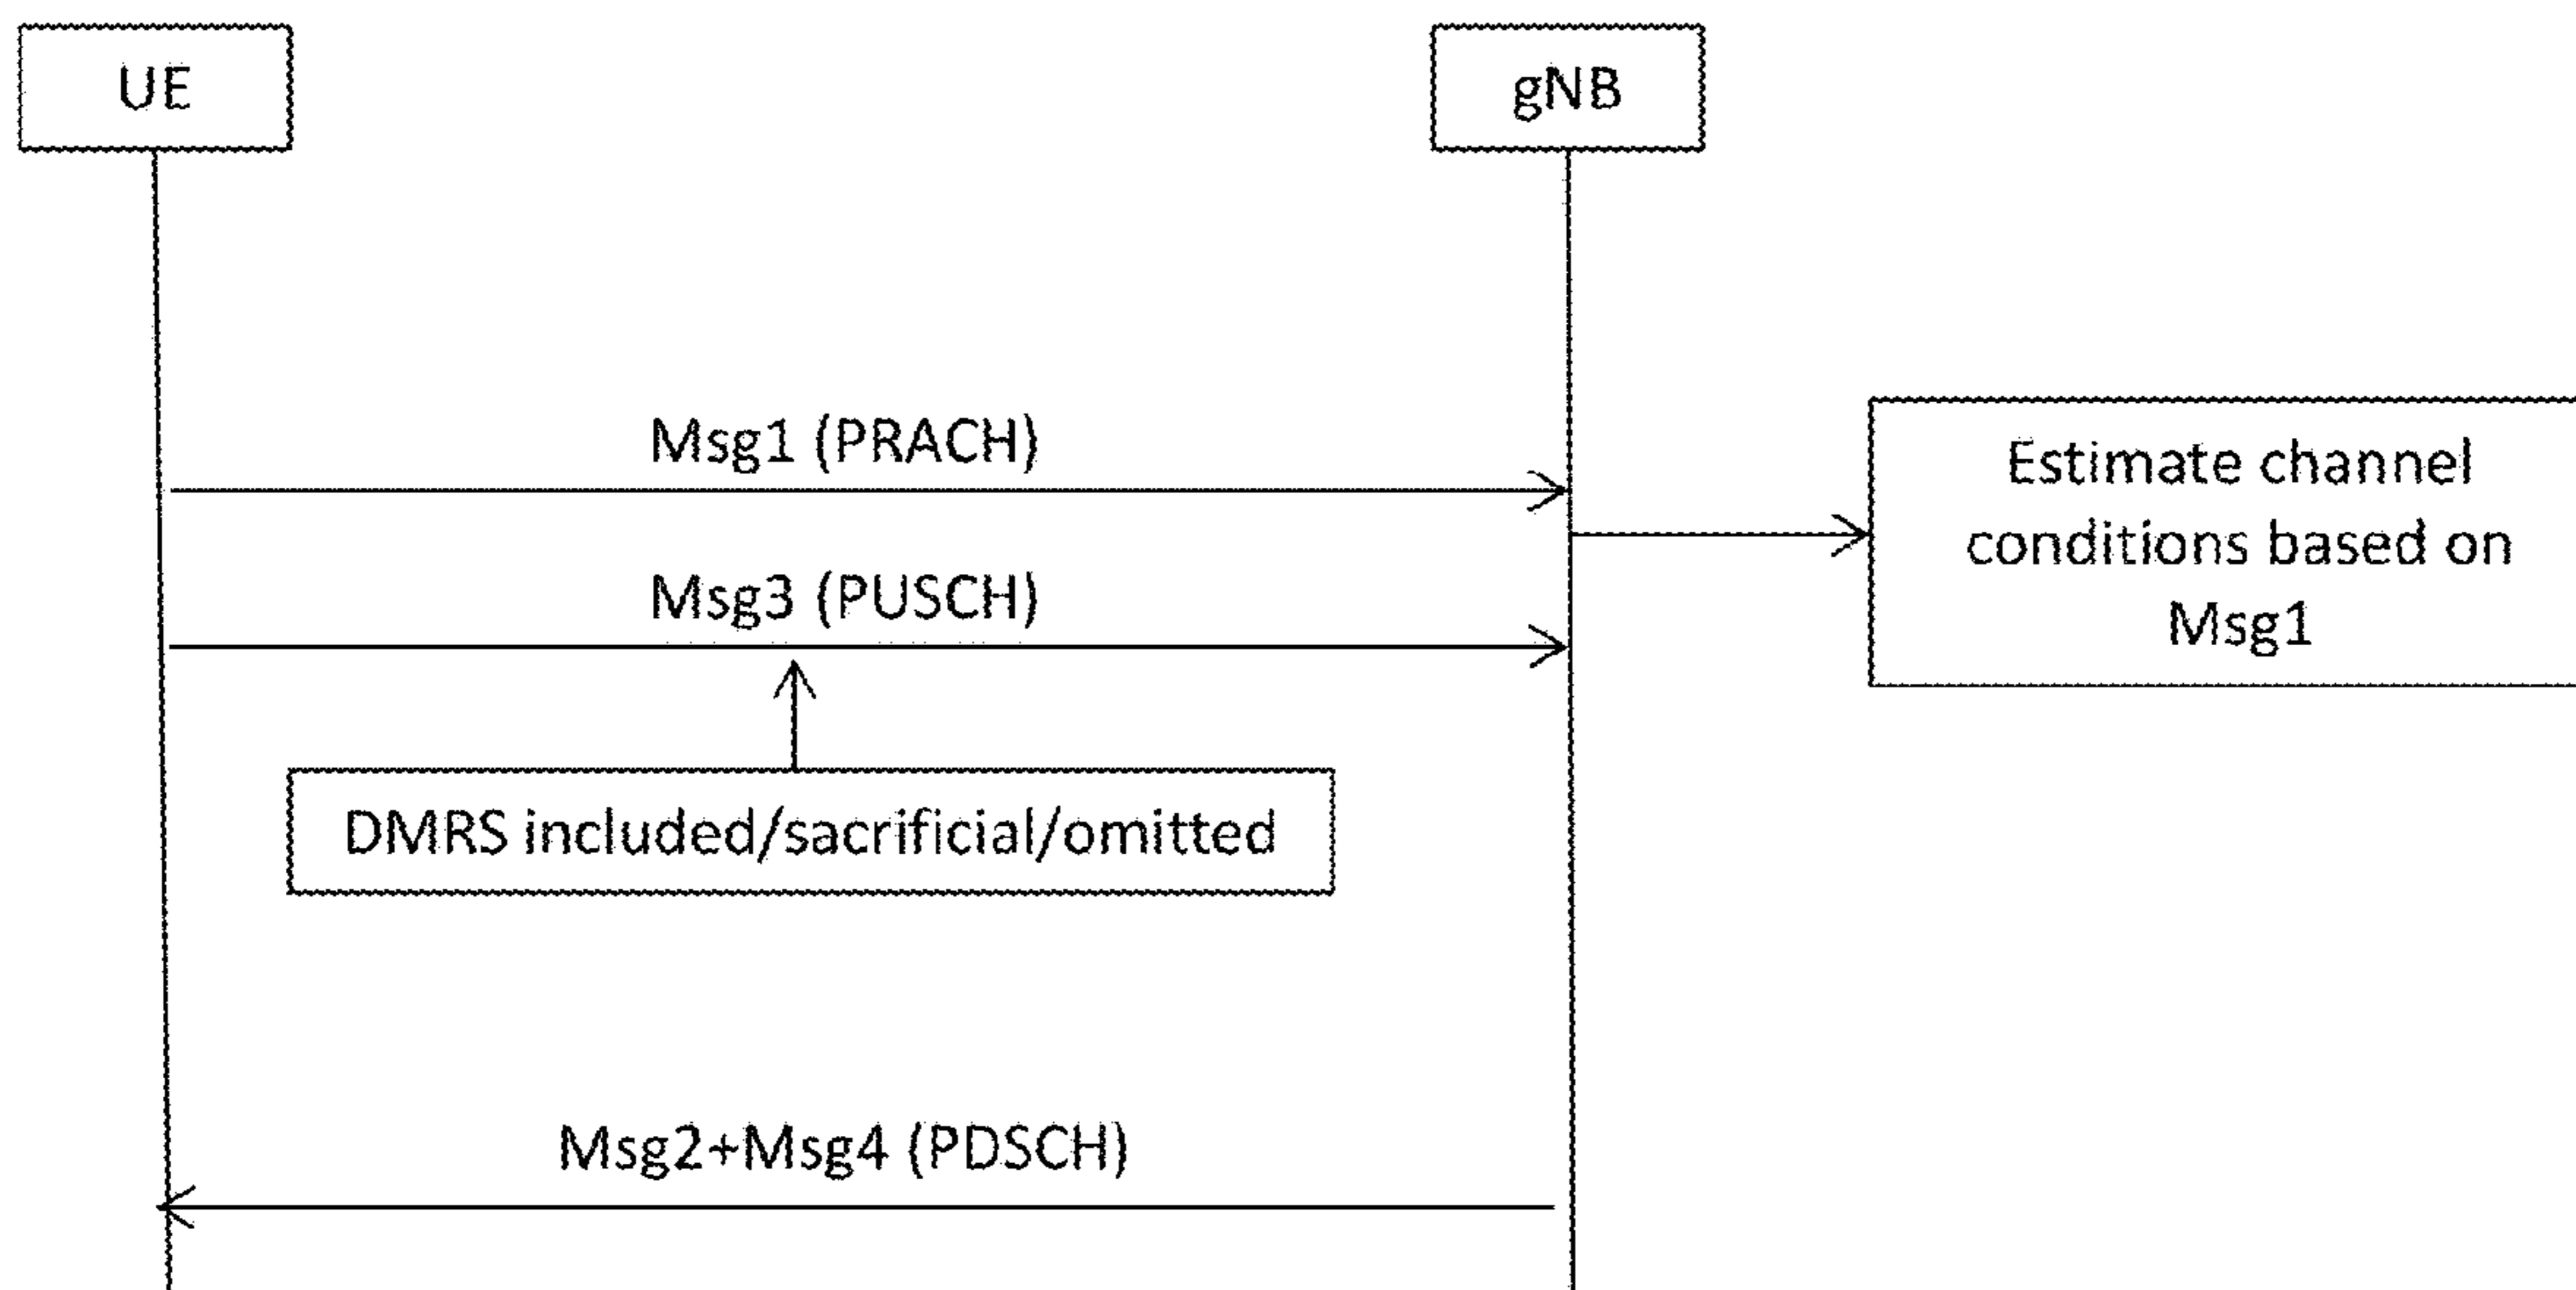 UE
gNB
Msg1 (PRACH)
Estimate channel
conditions based on
Msg1
Msg3 (PUSCH)
DMRS included/sacrificial/omitted
Msg2+Msg4 (PDSCH)